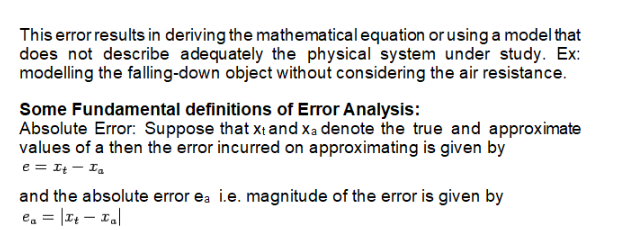 This error results in deriving the mathematical equation or using a model that
does not describe adequately the physical system under study. Ex:
modelling the falling-down object without considering the air resistance.
Some Fundamental definitions of Error Analysis:
Absolute Error: Suppose that xₜ and xₐ denote the true and approximate
values of a then the error incurred on approximating is given by
e = xₜ − xₐ
and the absolute error eₐ i.e. magnitude of the error is given by
eₐ = |xₜ − xₐ|